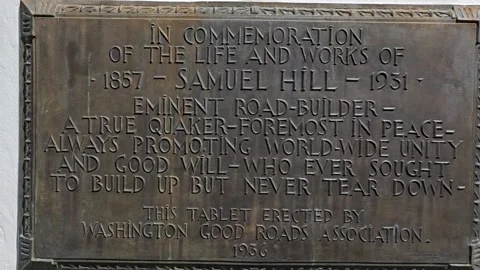 IN COMMEMORATION
OF THE LIFE AND WORKS OF
· 1857 – SAMUEL HILL – 1931 ·
EMINENT ROAD-BUILDER –
A TRUE QUAKER – FOREMOST IN PEACE –
ALWAYS PROMOTING WORLD-WIDE UNITY
AND GOOD WILL – WHO EVER SOUGHT
TO BUILD UP BUT NEVER TEAR DOWN –
THIS TABLET ERECTED BY
WASHINGTON GOOD ROADS ASSOCIATION.
1936